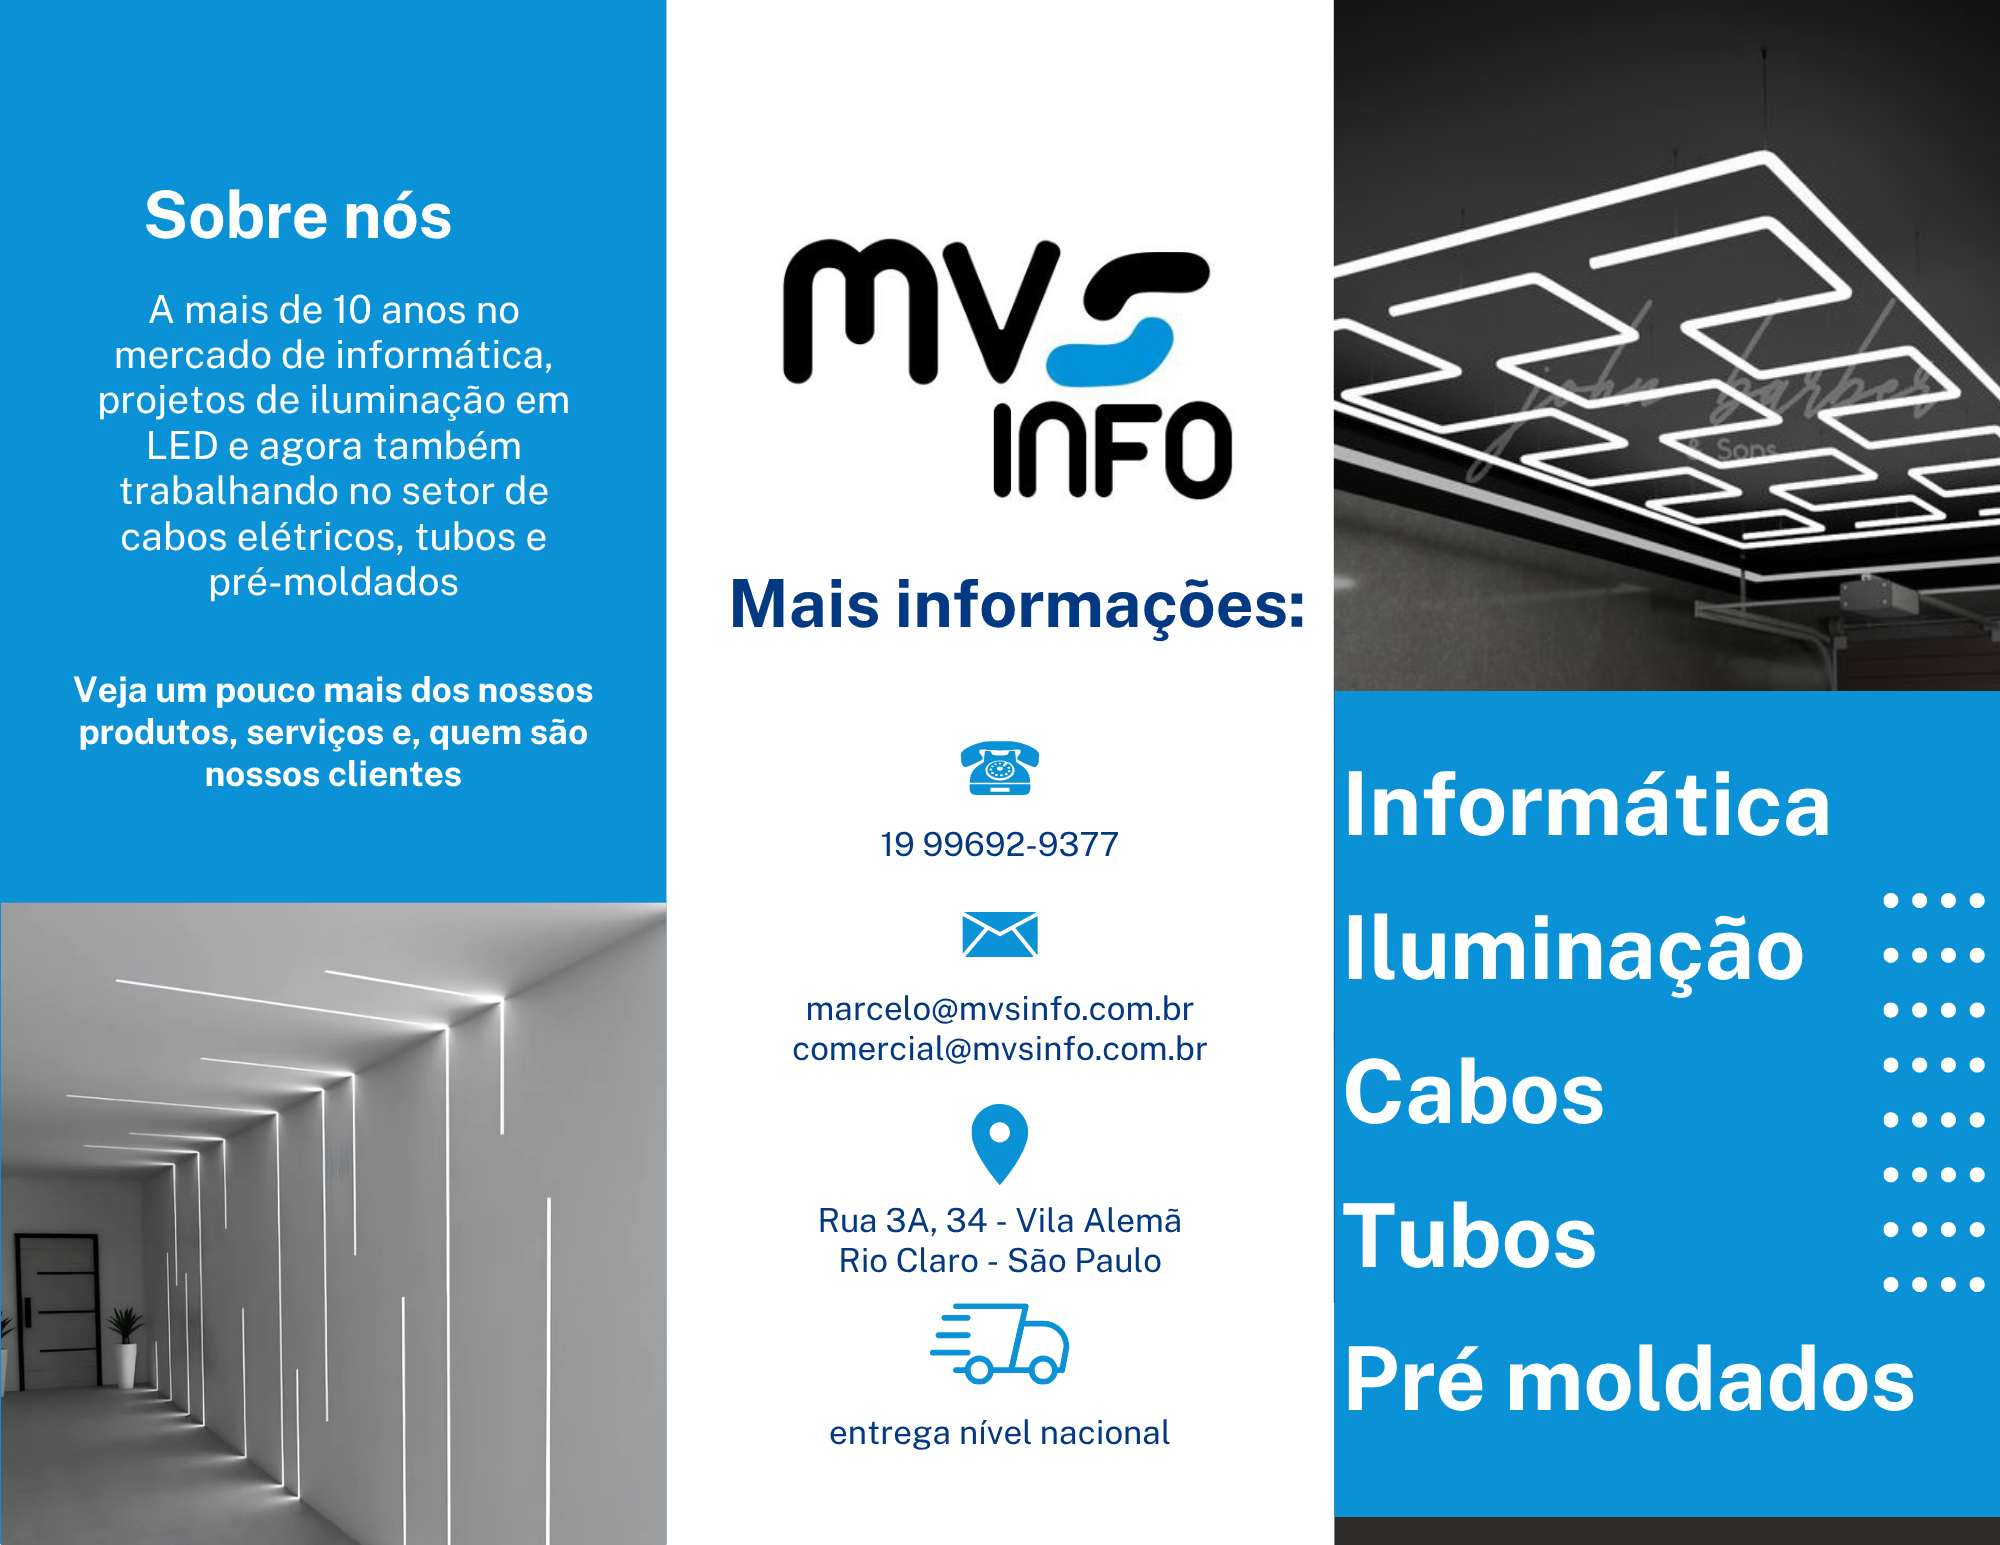 Sobre nós
A mais de 10 anos no
mercado de informática,
projetos de iluminação em
LED e agora também
trabalhando no setor de
cabos elétricos, tubos e
pré-moldados
Veja um pouco mais dos nossos
produtos, serviços e, quem são
nossos clientes
mvs
INFO
Mais informações:
19 99692-9377
marcelo@mvsinfo.com.br
comercial@mvsinfo.com.br
Rua 3A, 34 - Vila Alemã
Rio Claro - São Paulo
entrega nível nacional
john barber
& Sons
Informática
Iluminação
Cabos
Tubos
Pré moldados